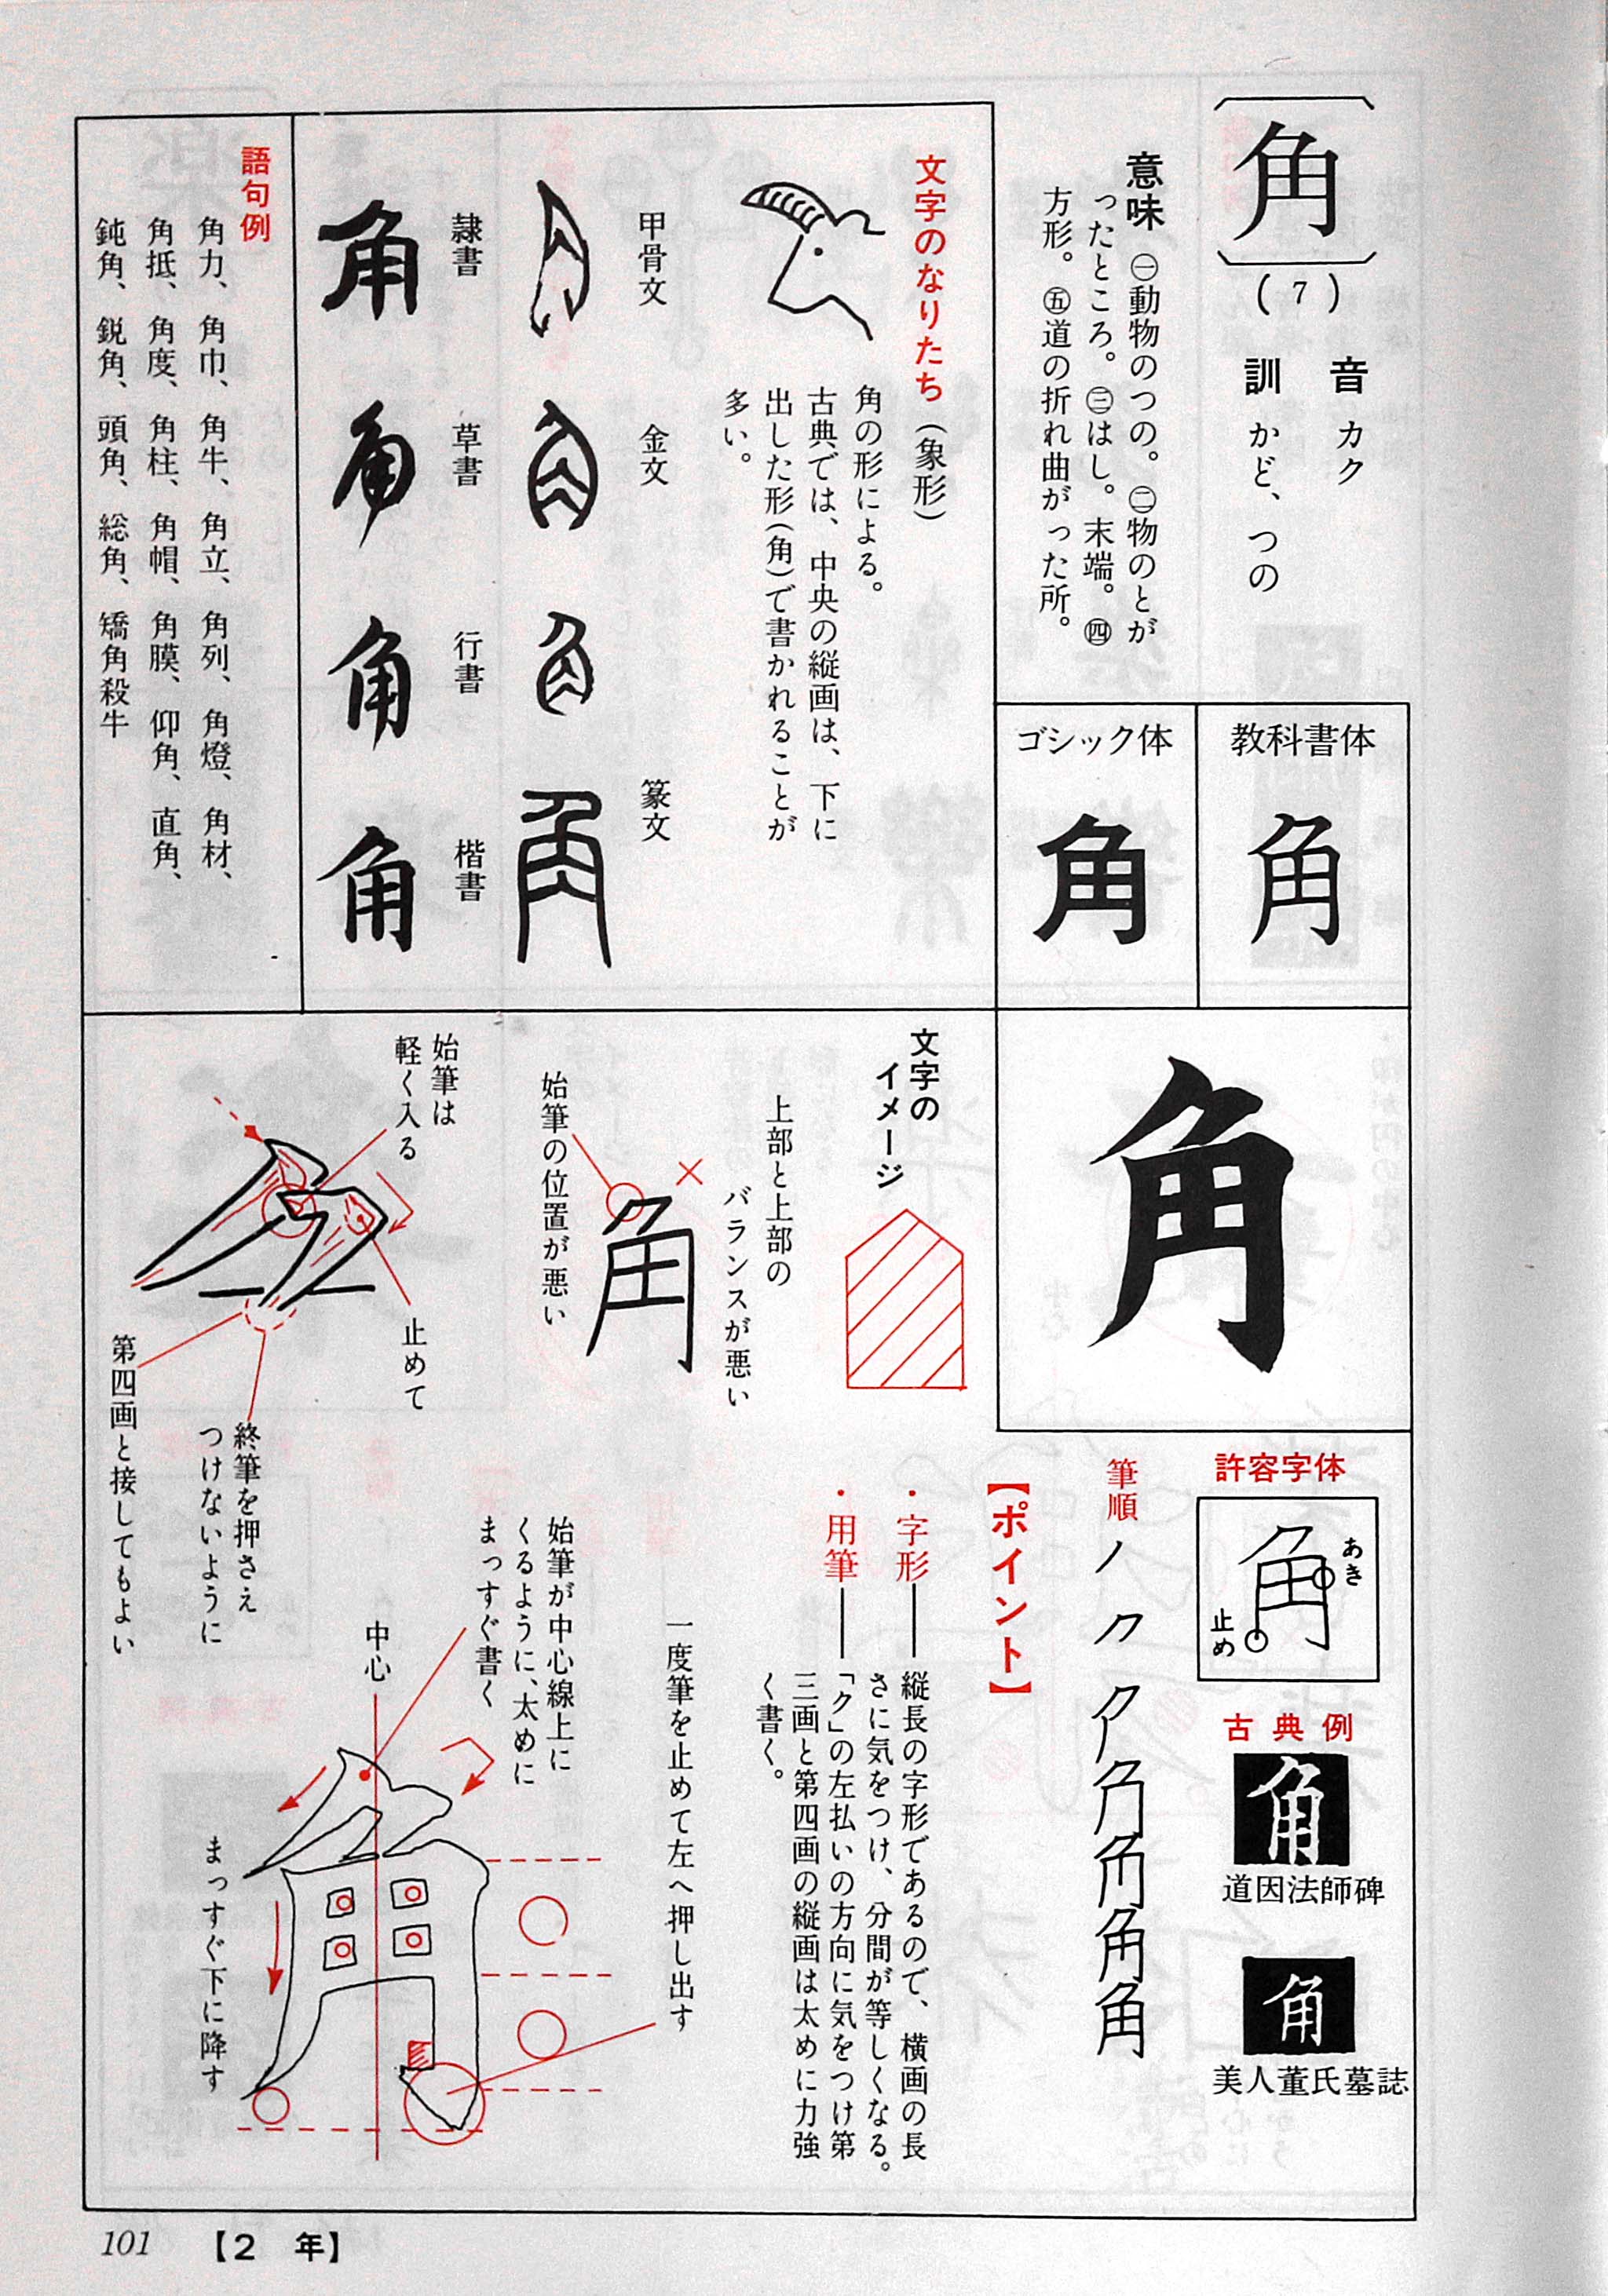 〔角〕(7)
音 カク
訓 かど、つの
意味 ㊀動物のつの。㊁物のとが
ったところ。㊂はし。末端。㊃
方形。㊄道の折れ曲がった所。
教科書体
角
ゴシック体
角
文字のなりたち(象形)
角の形による。
古典では、中央の縦画は、下に
出した形(角)で書かれることが
多い。
甲骨文
金文
篆文
隷書
角
草書
角
行書
角
楷書
角
語句例
角力、角巾、角牛、角立、角列、角燈、角材、
角抵、角度、角柱、角帽、角膜、仰角、直角、
鈍角、鋭角、頭角、総角、矯角殺牛
角
許容字体
角
あき
止め
古典例
角
道因法師碑
角
美人董氏墓誌
筆順
角
【ポイント】
・字形――縦長の字形であるので、横画の長
さに気をつけ、分間が等しくなる。
・用筆――「ク」の左払いの方向に気をつけ第
三画と第四画の縦画は太めに力強
く書く。
文字の
イメージ
上部と上部の
バランスが悪い
角
始筆の位置が悪い
始筆は
軽く入る
止めて
終筆を押さえ
つけないように
第四画と接してもよい
一度筆を止めて左へ押し出す
始筆が中心線上に
くるように、太めに
まっすぐ書く
中心
まっすぐ下に降す
101 【2 年】